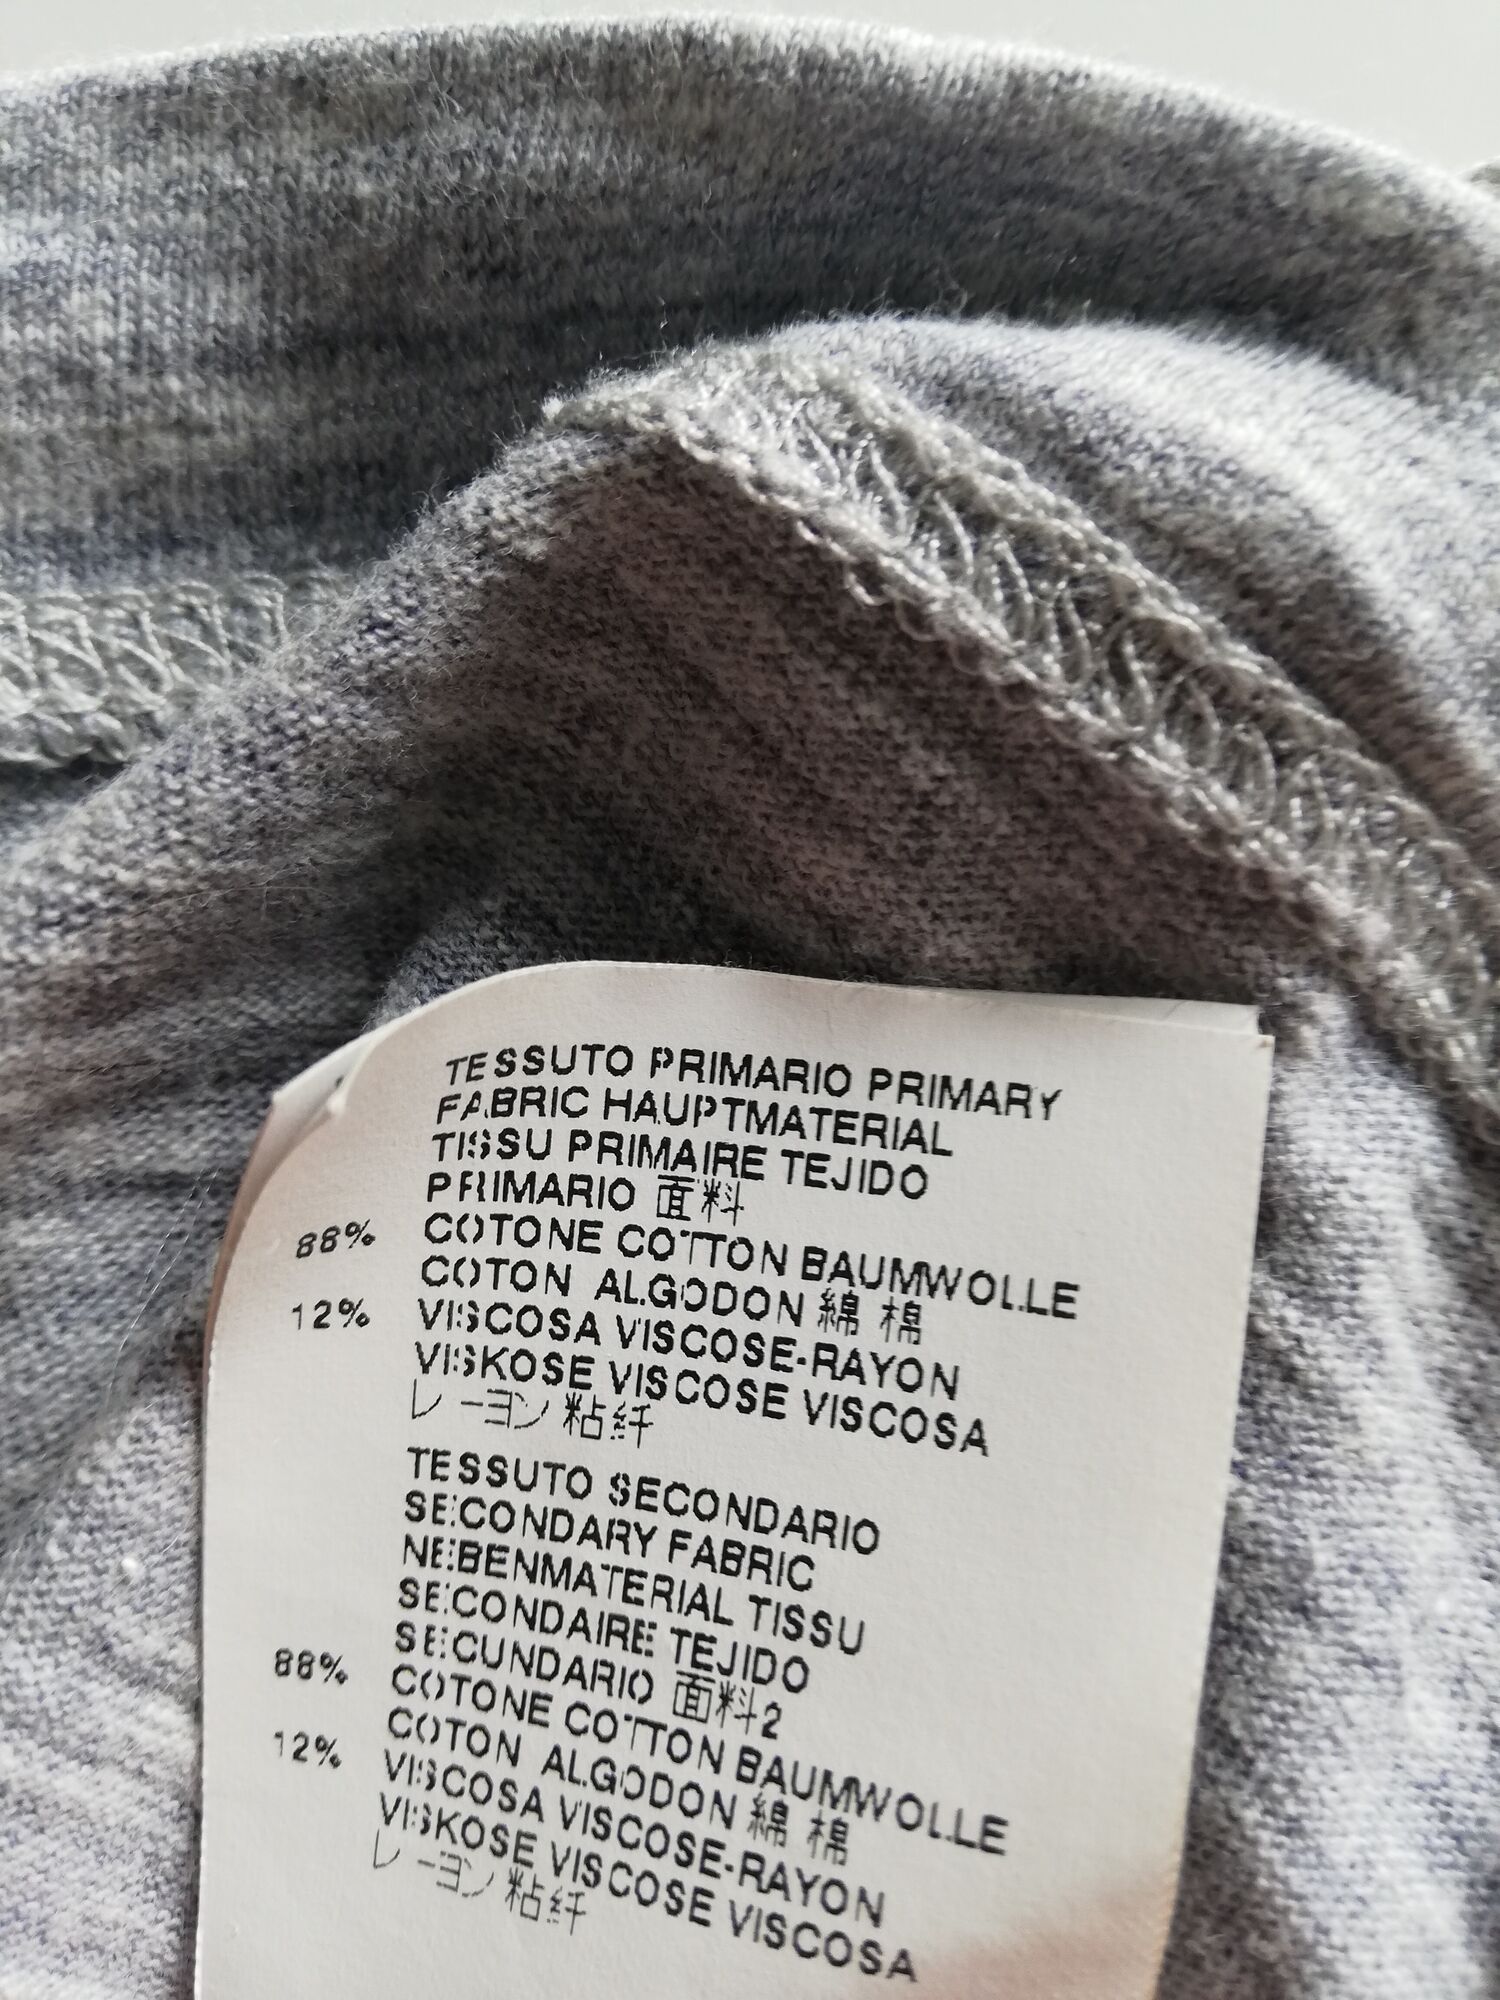 TESSUTO PRIMARIO PRIMARY
FABRIC HAUPTMATERIAL
TISSU PRIMAIRE TEJIDO
PRIMARIO 面料
88% COTONE COTTON BAUMWOLLE
COTON ALGODON 綿 棉
12% VISCOSA VISCOSE-RAYON
VISKOSE VISCOSE VISCOSA
レーヨン 粘纤
TESSUTO SECONDARIO
SECONDARY FABRIC
NEBENMATERIAL TISSU
SECONDAIRE TEJIDO
SECUNDARIO 面料2
88% COTONE COTTON BAUMWOLLE
COTON ALGODON 綿 棉
12% VISCOSA VISCOSE-RAYON
VISKOSE VISCOSE VISCOSA
レーヨン 粘纤